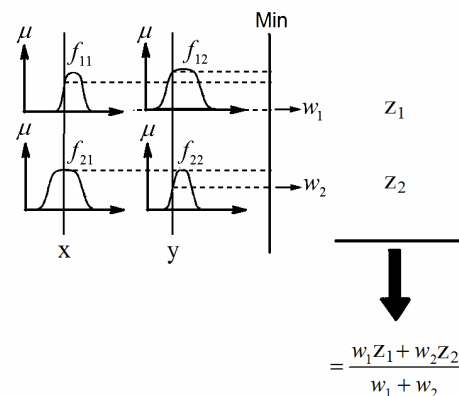 Min
μ f₁₁ μ f₁₂
w₁ z₁
μ f₂₁ μ f₂₂
w₂ z₂
x y
= w₁z₁ + w₂z₂
w₁ + w₂